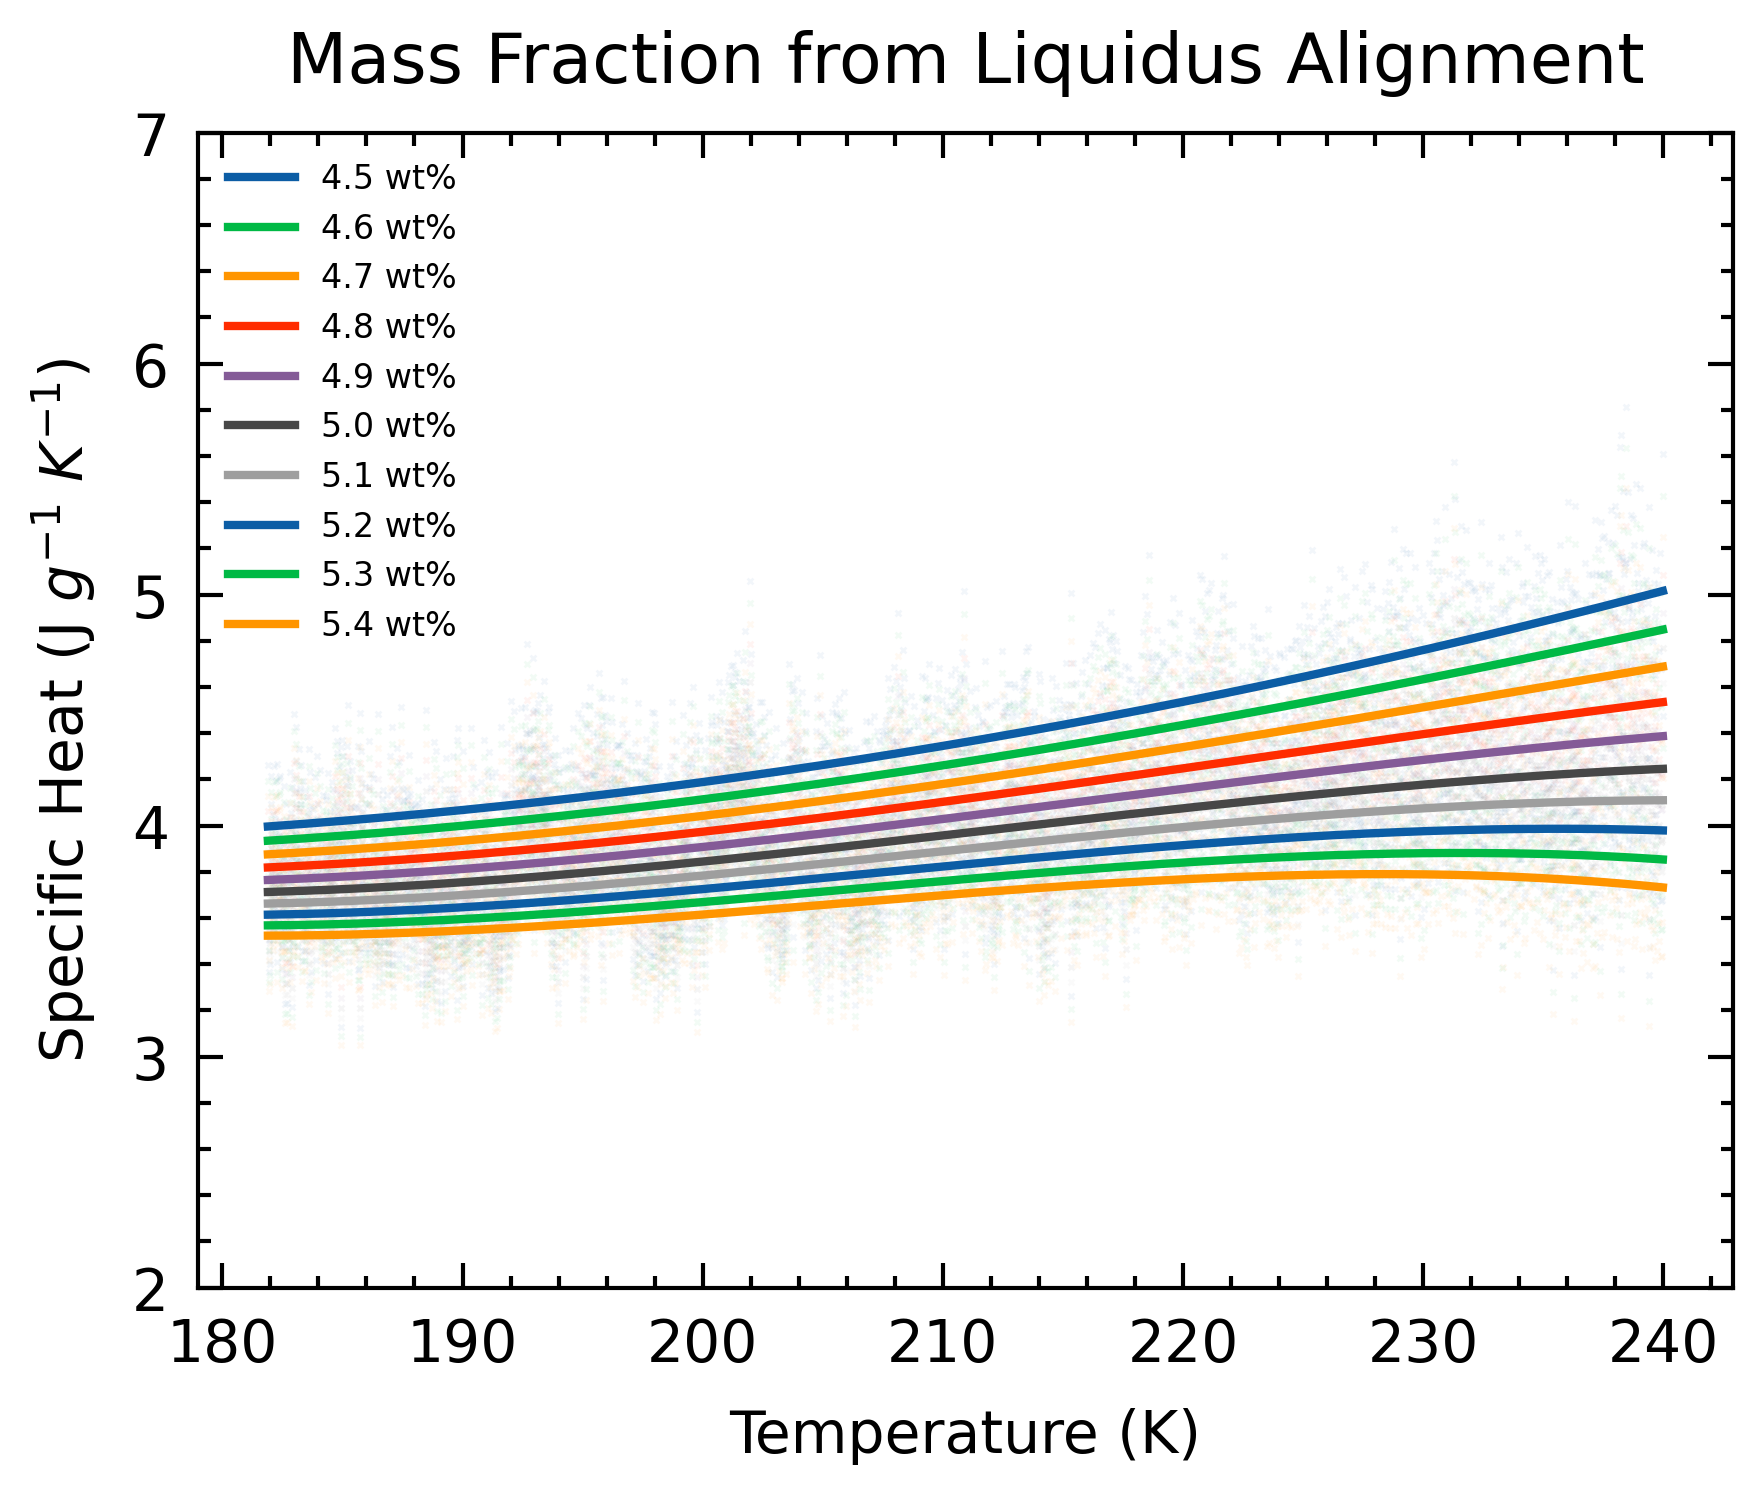 Mass Fraction from Liquidus Alignment
7
6
5
4
3
2
4.5 wt%
4.6 wt%
4.7 wt%
4.8 wt%
4.9 wt%
5.0 wt%
5.1 wt%
5.2 wt%
5.3 wt%
5.4 wt%
Specific Heat (J g⁻¹ K⁻¹)
180 190 200 210 220 230 240
Temperature (K)